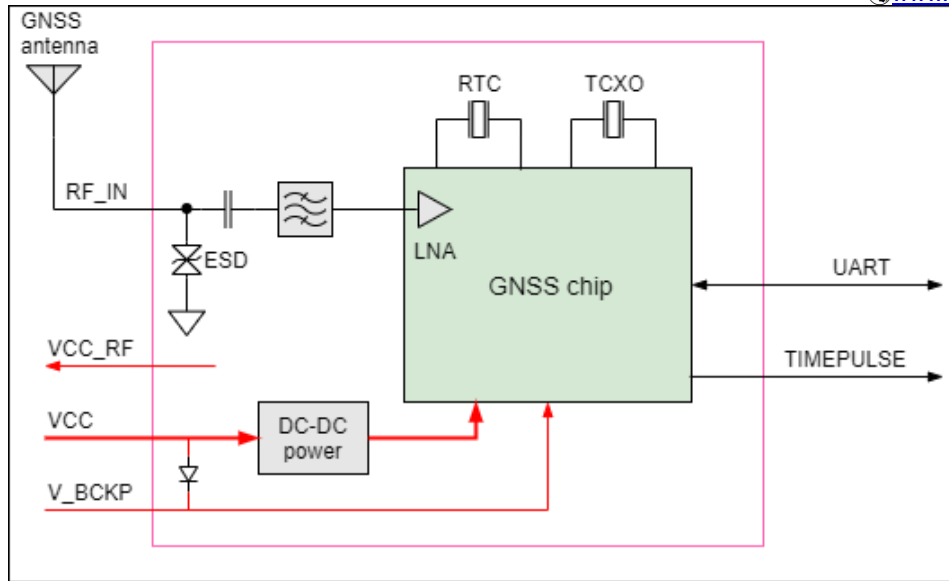 GNSS
antenna
RTC
TCXO
RF_IN
ESD
LNA
GNSS chip
UART
VCC_RF
TIMEPULSE
VCC
DC-DC
power
V_BCKP